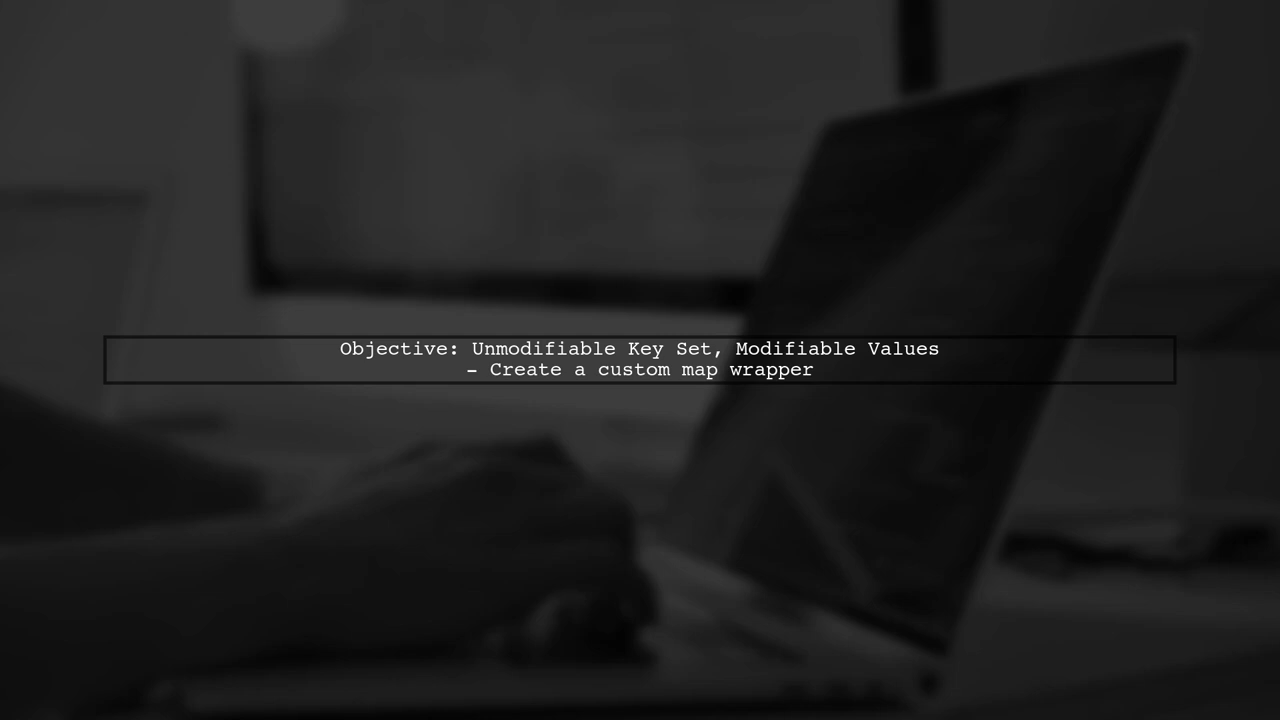 Objective: Unmodifiable Key Set, Modifiable Values
– Create a custom map wrapper